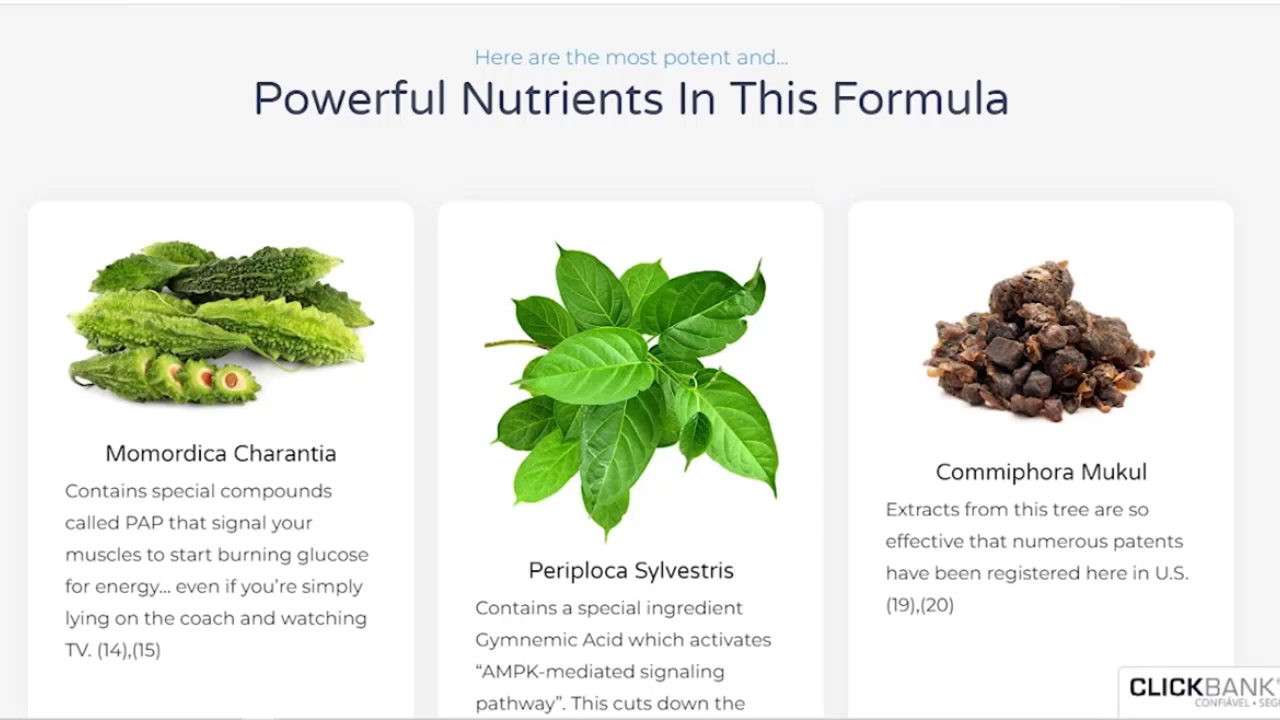 Here are the most potent and...
Powerful Nutrients In This Formula
Momordica Charantia
Contains special compounds
called PAP that signal your
muscles to start burning glucose
for energy... even if you're simply
lying on the coach and watching
TV. (14),(15)
Periploca Sylvestris
Contains a special ingredient
Gymnemic Acid which activates
“AMPK-mediated signaling
pathway”. This cuts down the
Commiphora Mukul
Extracts from this tree are so
effective that numerous patents
have been registered here in U.S.
(19),(20)
CLICKBANK
CONFIÁVEL •